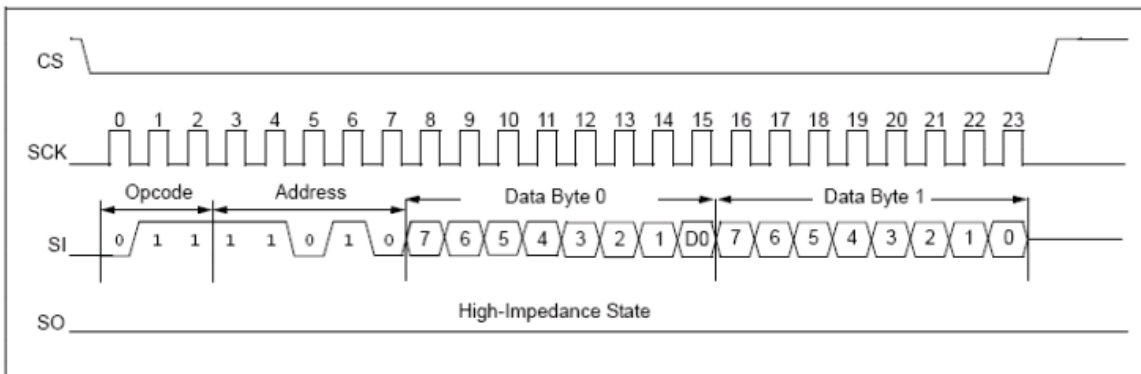 CS
0 1 2 3 4 5 6 7 8 9 10 11 12 13 14 15 16 17 18 19 20 21 22 23
SCK
Opcode Address Data Byte 0 Data Byte 1
SI 0 1 1 1 1 0 1 0 7 6 5 4 3 2 1 D0 7 6 5 4 3 2 1 0
High-Impedance State
SO